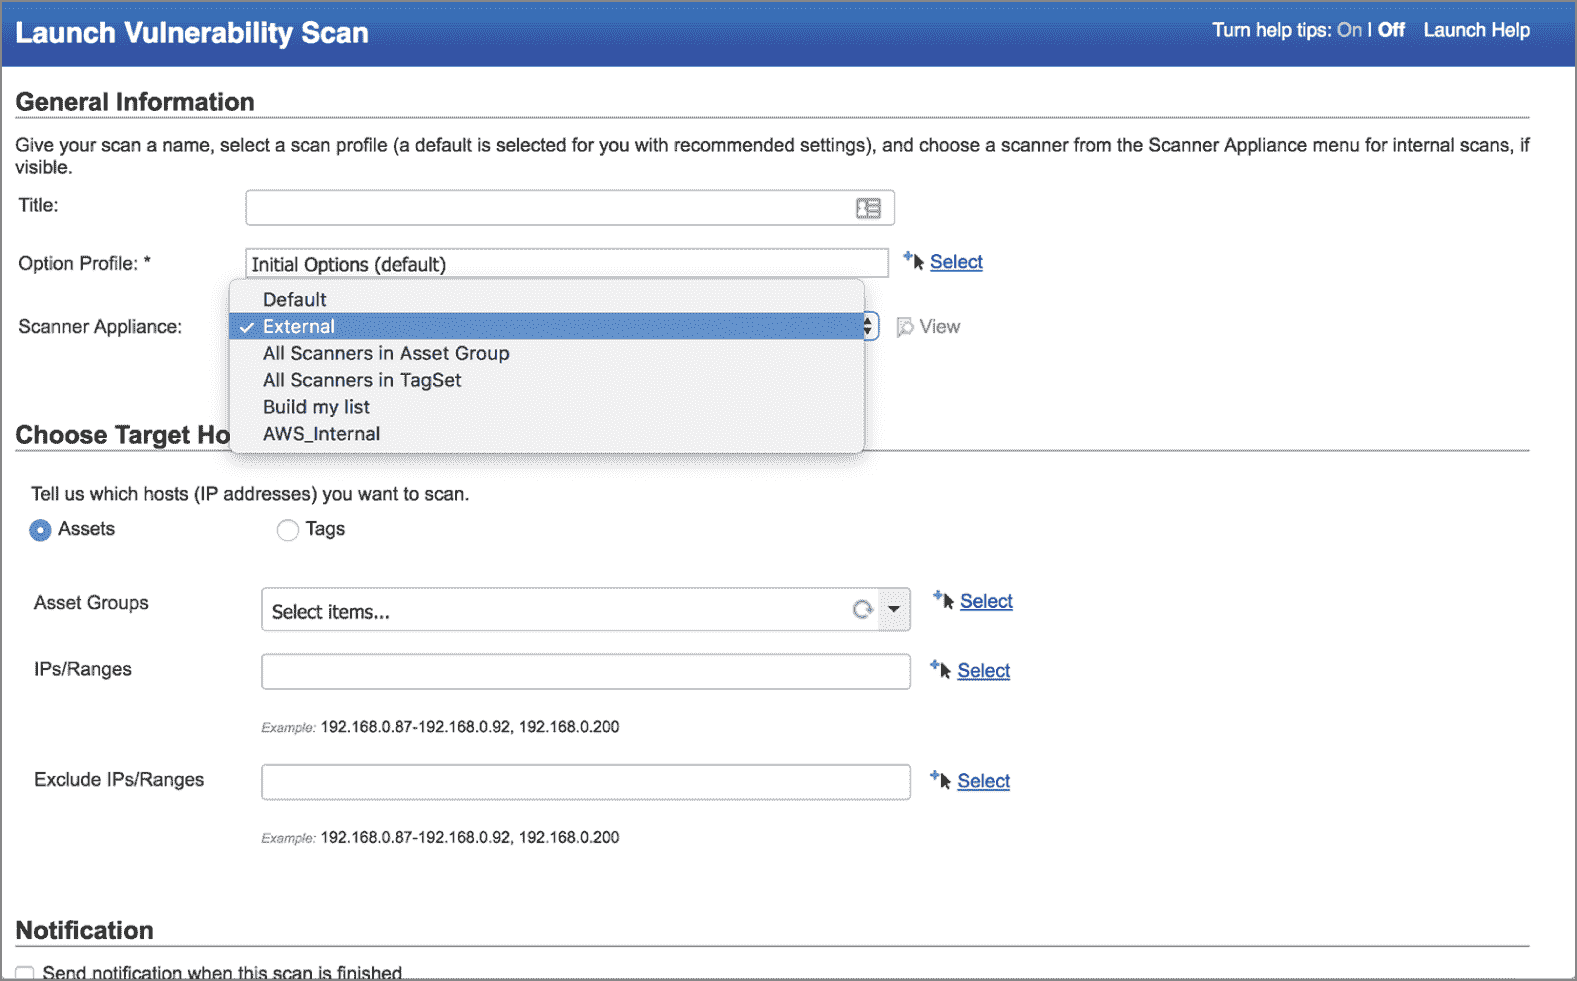 Launch Vulnerability Scan
Turn help tips: On | Off Launch Help
General Information
Give your scan a name, select a scan profile (a default is selected for you with recommended settings), and choose a scanner from the Scanner Appliance menu for internal scans, if
visible.
Title:
Option Profile: *
Initial Options (default)
Select
Scanner Appliance:
Default
✓ External
All Scanners in Asset Group
All Scanners in TagSet
Build my list
AWS_Internal
View
Choose Target Ho
Tell us which hosts (IP addresses) you want to scan.
Assets
Tags
Asset Groups
Select items...
Select
IPs/Ranges
Select
Example: 192.168.0.87-192.168.0.92, 192.168.0.200
Exclude IPs/Ranges
Select
Example: 192.168.0.87-192.168.0.92, 192.168.0.200
Notification
Send notification when this scan is finished